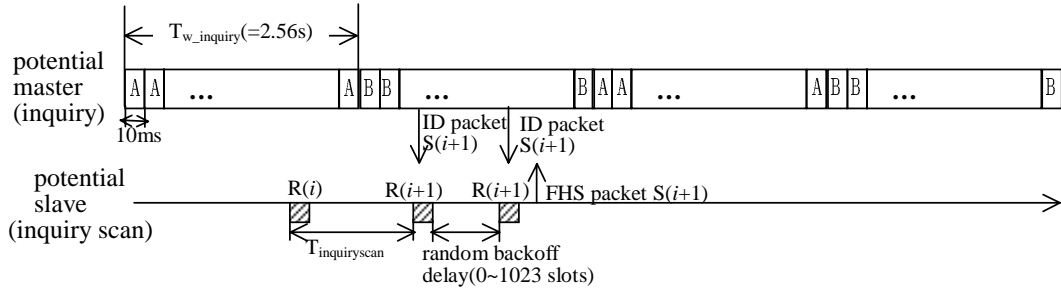 T_w_inquiry(=2.56s)
potential
master
(inquiry)
A A ... A B B ... B A A ... A B B ... B
10ms
ID packet
S(i+1)
ID packet
S(i+1)
potential
slave
(inquiry scan)
R(i) R(i+1) R(i+1) FHS packet S(i+1)
T_inquiryscan
random backoff
delay(0~1023 slots)